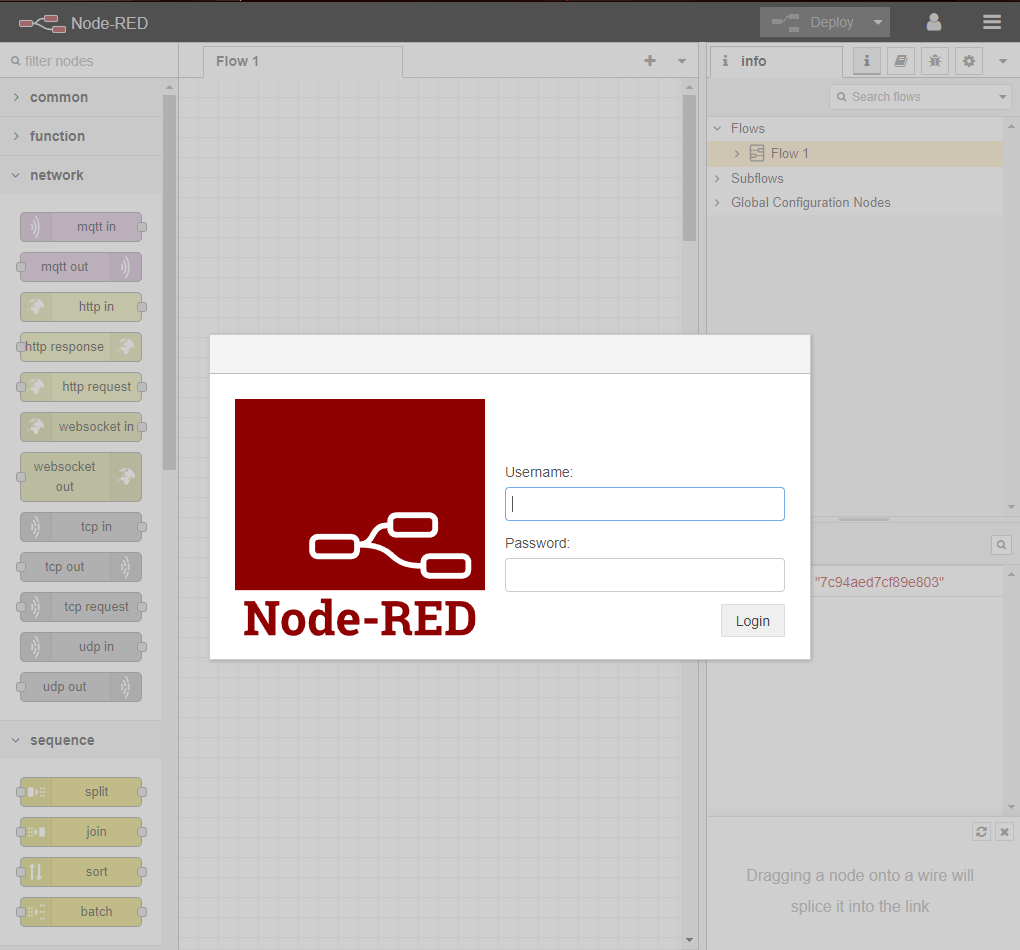 Node-RED
Deploy
filter nodes
Flow 1
info
Search flows
common
function
network
mqtt in
mqtt out
http in
http response
http request
websocket in
websocket
out
tcp in
tcp out
tcp request
udp in
udp out
sequence
split
join
sort
batch
Flows
Flow 1
Subflows
Global Configuration Nodes
Node-RED
Username:
Password:
Login
"7c94aed7cf89e803"
Dragging a node onto a wire will
splice it into the link